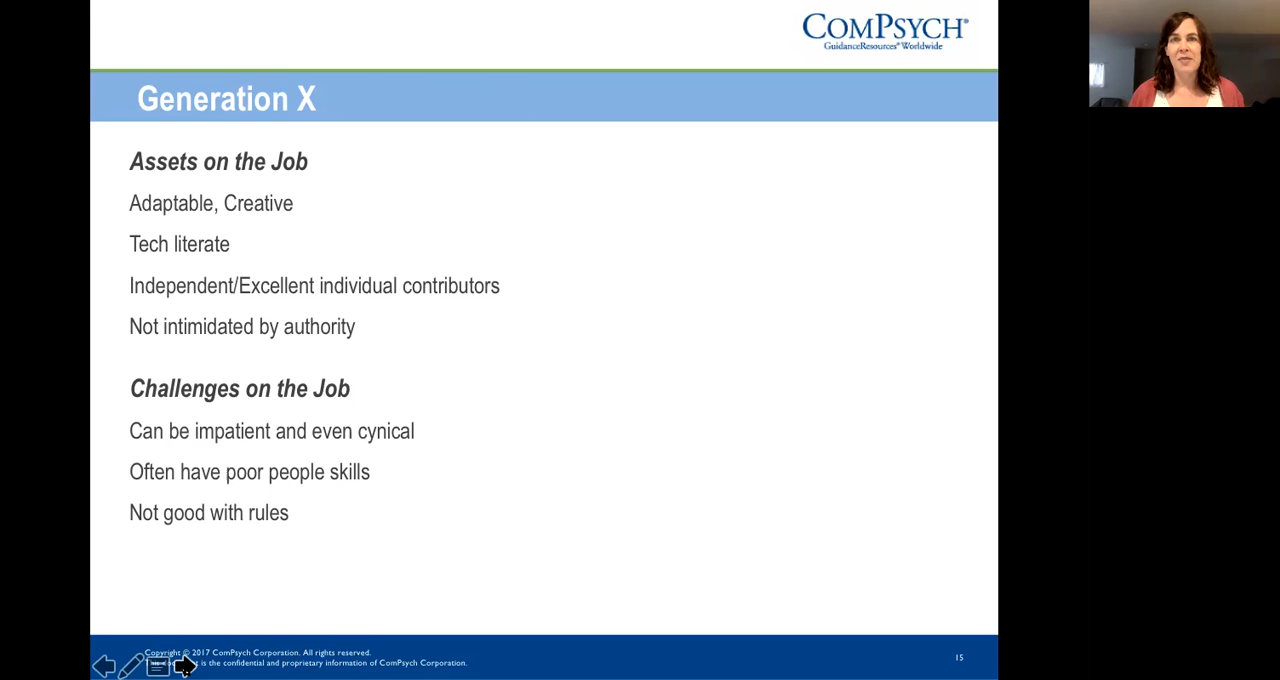 COMPSYCH®
GuidanceResources® Worldwide
Generation X
Assets on the Job
Adaptable, Creative
Tech literate
Independent/Excellent individual contributors
Not intimidated by authority
Challenges on the Job
Can be impatient and even cynical
Often have poor people skills
Not good with rules
Copyright © 2017 ComPsych Corporation. All rights reserved.
is the confidential and proprietary information of ComPsych Corporation.
15